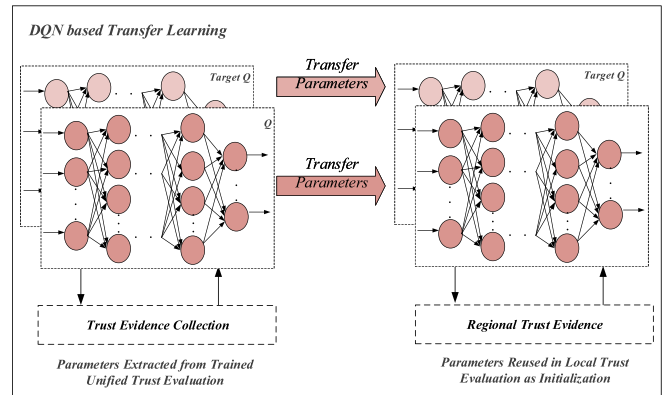 DQN based Transfer Learning
Transfer
Parameters
Target Q
Target Q
Q
Transfer
Parameters
Trust Evidence Collection
Regional Trust Evidence
Parameters Extracted from Trained
Unified Trust Evaluation
Parameters Reused in Local Trust
Evaluation as Initialization